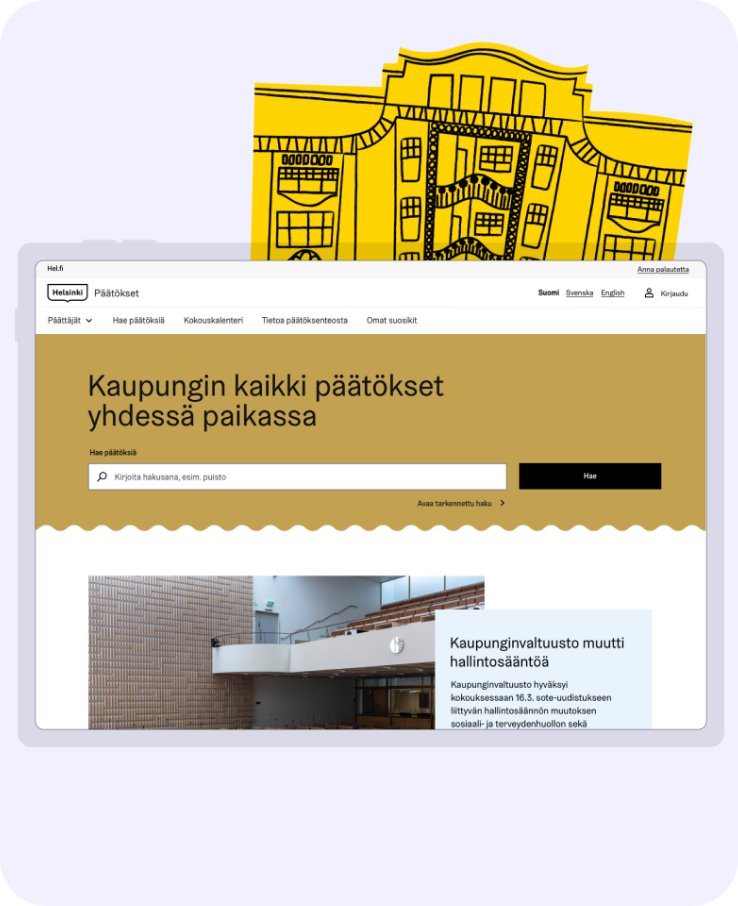 Hel.fi
Anna palautetta
Helsinki Päätökset
Suomi Svenska English Kirjaudu
Päättäjät Hae päätöksiä Kokouskalenteri Tietoa päätöksenteosta Omat suosikit
Kaupungin kaikki päätökset
yhdessä paikassa
Hae päätöksiä
Kirjoita hakusana, esim. puisto
Hae
Avaa tarkennettu haku
Kaupunginvaltuusto muutti
hallintosääntöä
Kaupunginvaltuusto hyväksyi
kokouksessaan 16.3. sote-uudistukseen
liittyvän hallintosäännön muutoksen
sosiaali- ja terveydenhuollon sekä